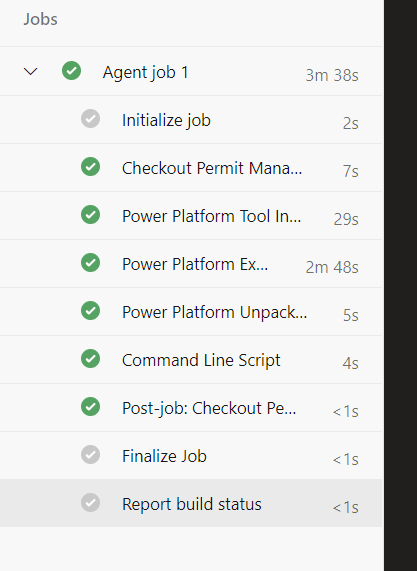 Jobs
Agent job 1 3m 38s
Initialize job 2s
Checkout Permit Mana... 7s
Power Platform Tool In... 29s
Power Platform Ex... 2m 48s
Power Platform Unpack... 5s
Command Line Script 4s
Post-job: Checkout Pe... <1s
Finalize Job <1s
Report build status <1s